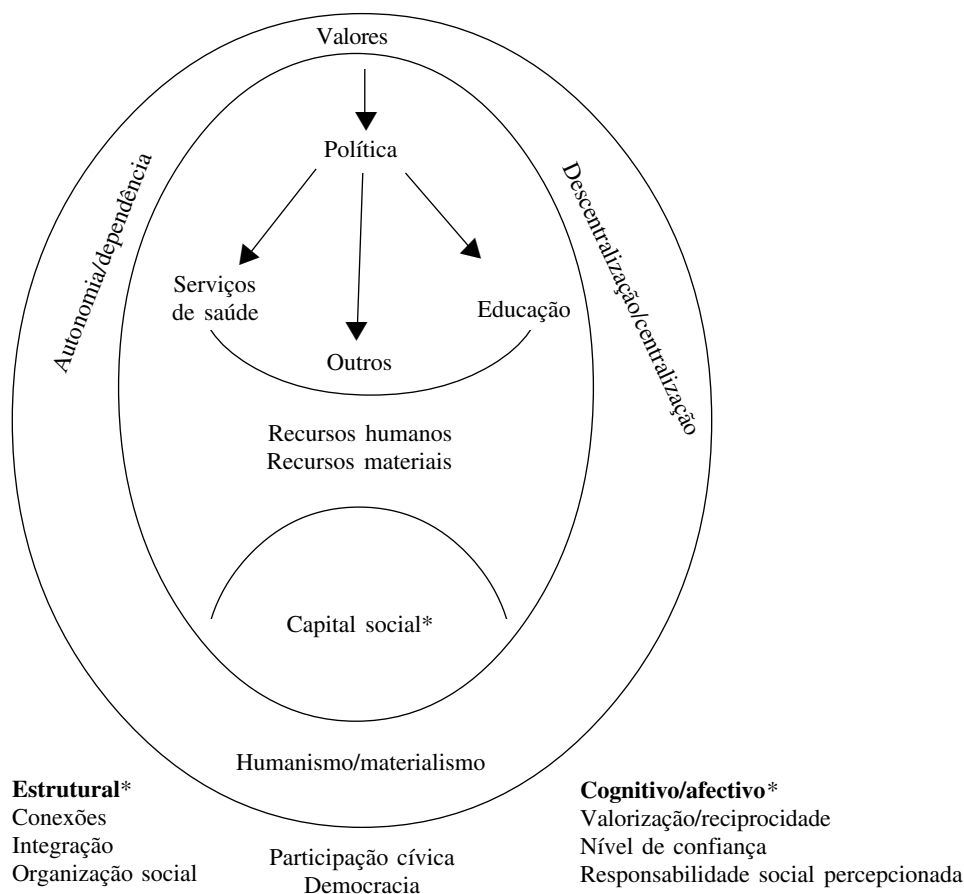 Valores
Política
Autonomia/dependência
Descentralização/centralização
Serviços
de saúde
Educação
Outros
Recursos humanos
Recursos materiais
Capital social*
Humanismo/materialismo
Estrutural*
Conexões
Integração
Organização social
Participação cívica
Democracia
Cognitivo/afectivo*
Valorização/reciprocidade
Nível de confiança
Responsabilidade social percepcionada